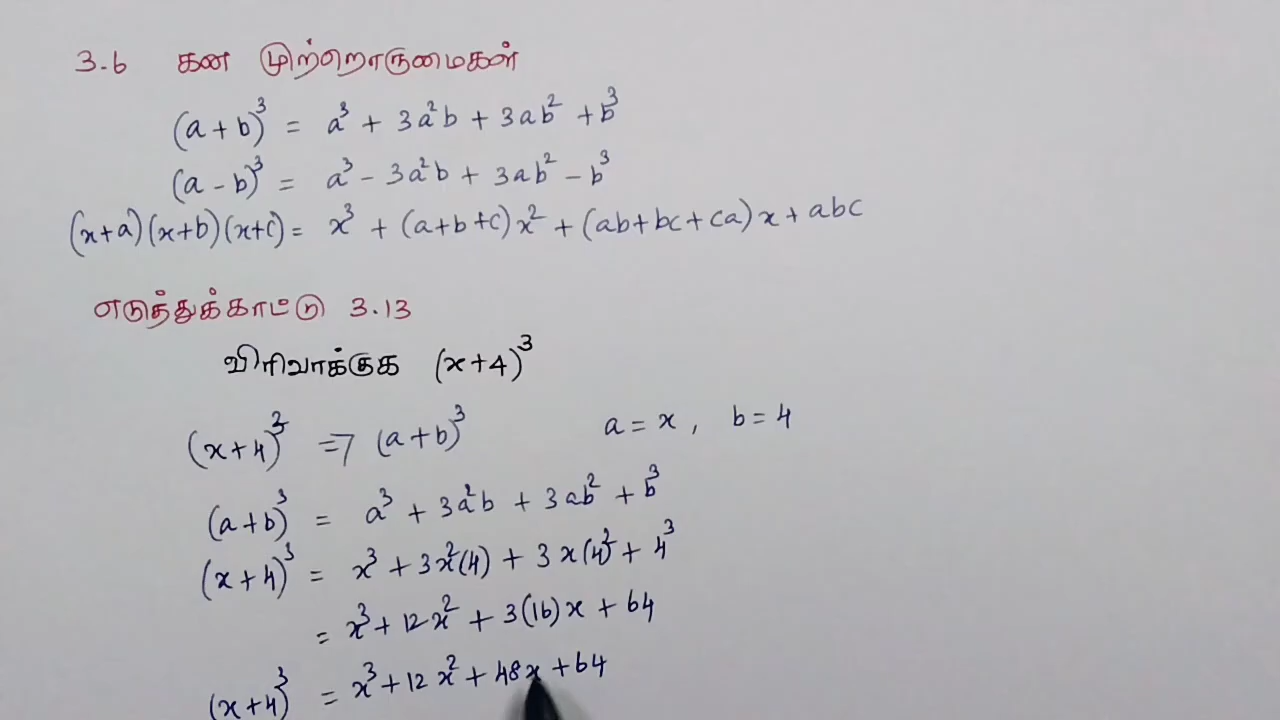 3.6 கன முற்றொருமைகள்
(a+b)³ = a³ + 3a²b + 3ab² + b³
(a-b)³ = a³ - 3a²b + 3ab² - b³
(x+a)(x+b)(x+c) = x³ + (a+b+c)x² + (ab+bc+ca)x + abc
எடுத்துக்காட்டு 3.13
விரிவாக்குக (x+4)³
(x+4)³ => (a+b)³ a = x, b = 4
(a+b)³ = a³ + 3a²b + 3ab² + b³
(x+4)³ = x³ + 3x²(4) + 3x(4)² + 4³
= x³ + 12x² + 3(16)x + 64
(x+4)³ = x³ + 12x² + 48x + 64